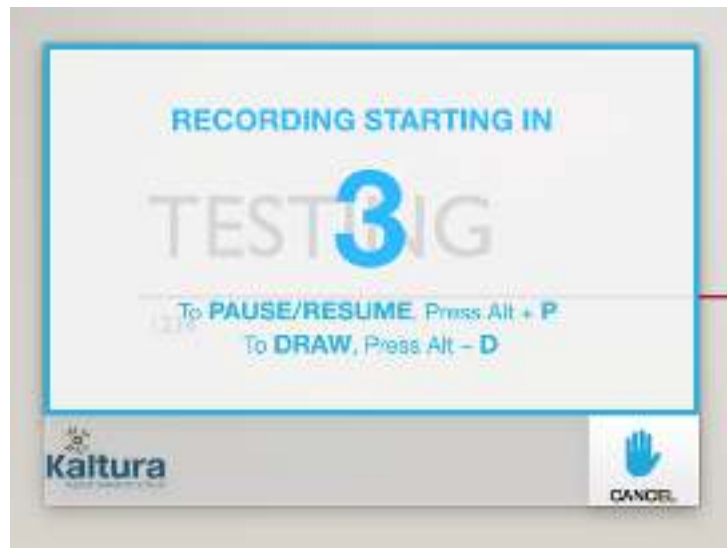 RECORDING STARTING IN
3
TESTING
To PAUSE/RESUME, Press Alt + P
To DRAW, Press Alt – D
Kaltura
CANCEL